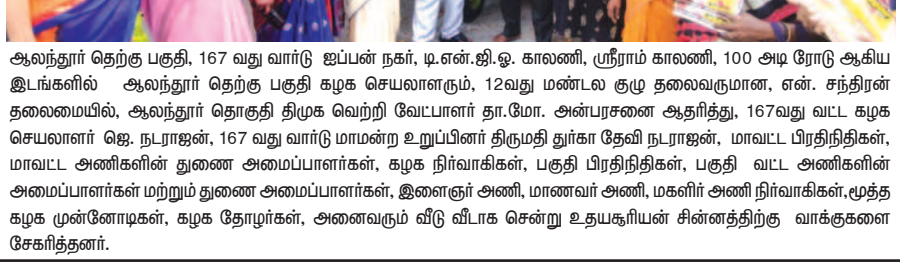 ஆலந்தூர் தெற்கு பகுதி, 167 வது வார்டு ஐப்பன் நகர், டி.என்.ஜி.ஓ. காலணி, ஸ்ரீராம் காலணி, 100 அடி ரோடு ஆகிய
இடங்களில் ஆலந்தூர் தெற்கு பகுதி கழக செயலாளரும், 12வது மண்டல குழு தலைவருமான, என். சந்திரன்
தலைமையில், ஆலந்தூர் தொகுதி திமுக வெற்றி வேட்பாளர் தா.மோ. அன்பரசனை ஆதரித்து, 167வது வட்ட கழக
செயலாளர் ஜெ. நடராஜன், 167 வது வார்டு மாமன்ற உறுப்பினர் திருமதி துர்கா தேவி நடராஜன், மாவட்ட பிரதிநிதிகள்,
மாவட்ட அணிகளின் துணை அமைப்பாளர்கள், கழக நிர்வாகிகள், பகுதி பிரதிநிதிகள், பகுதி வட்ட அணிகளின்
அமைப்பாளர்கள் மற்றும் துணை அமைப்பாளர்கள், இளைஞர் அணி, மாணவர் அணி, மகளிர் அணி நிர்வாகிகள்,மூத்த
கழக முன்னோடிகள், கழக தோழர்கள், அனைவரும் வீடு வீடாக சென்று உதயசூரியன் சின்னத்திற்கு வாக்குகளை
சேகரித்தனர்.